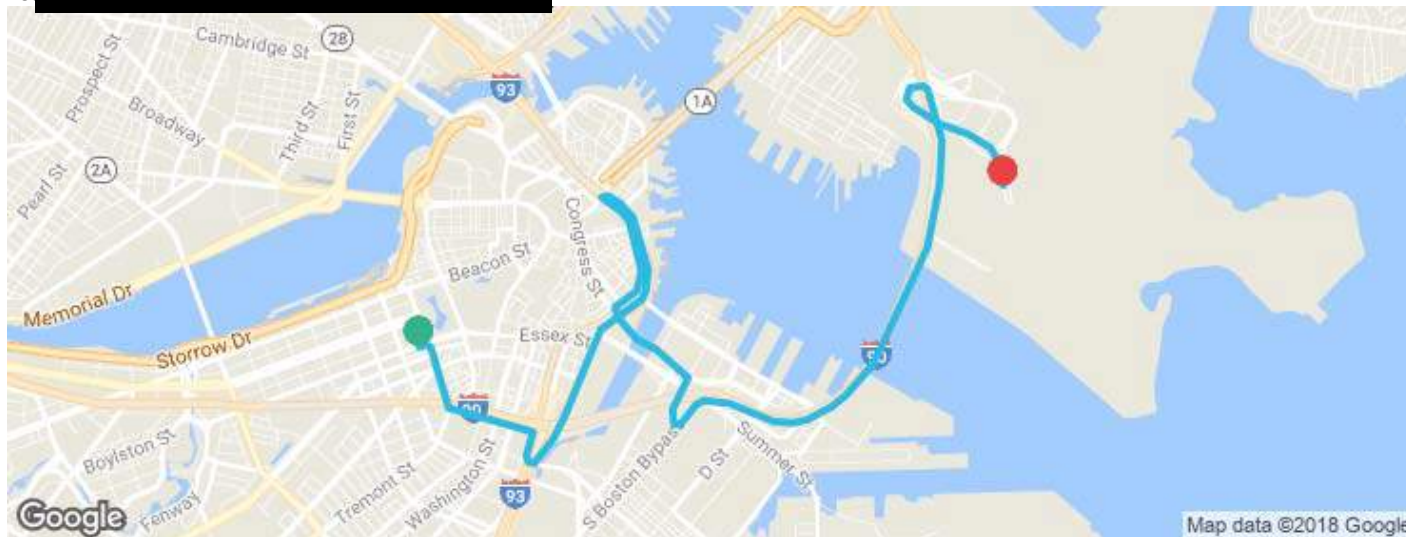 Cambridge St
28
Prospect St
Broadway
Third St
First St
93
1A
2A
Pearl St
Congress St
Beacon St
Memorial Dr
Storrow Dr
Essex St
90
90
Boylston St
Washington St
Tremont St
S Boston Bypass
D St
Summer St
93
Fenway
Google
Map data ©2018 Google